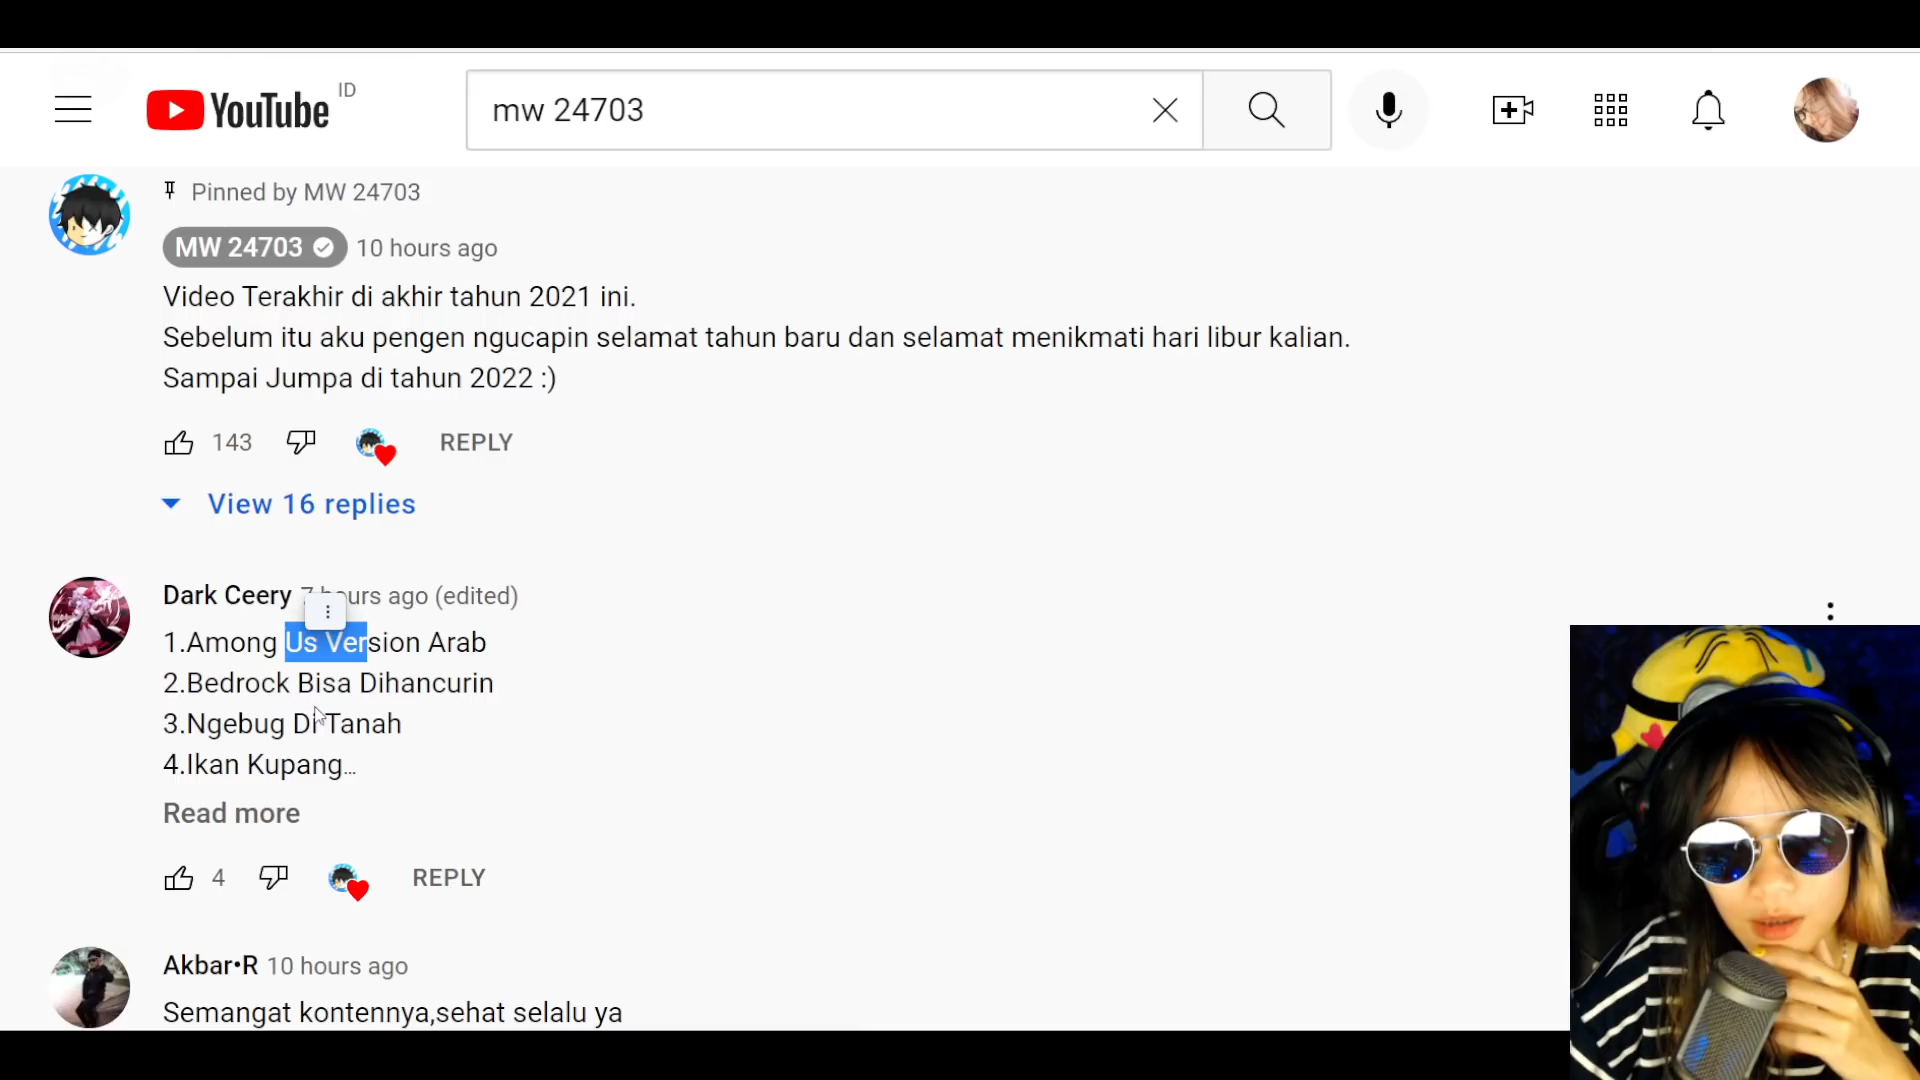 YouTube ID
mw 24703
Pinned by MW 24703
MW 24703 10 hours ago
Video Terakhir di akhir tahun 2021 ini.
Sebelum itu aku pengen ngucapin selamat tahun baru dan selamat menikmati hari libur kalian.
Sampai Jumpa di tahun 2022 :)
143 REPLY
View 16 replies
Dark Ceery 7 hours ago (edited)
1.Among Us Version Arab
2.Bedrock Bisa Dihancurin
3.Ngebug Di Tanah
4.Ikan Kupang...
Read more
4 REPLY
Akbar•R 10 hours ago
Semangat kontennya,sehat selalu ya